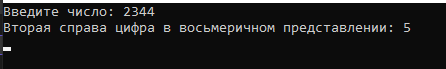 Введите число: 2344
Вторая справа цифра в восьмеричном представлении: 5